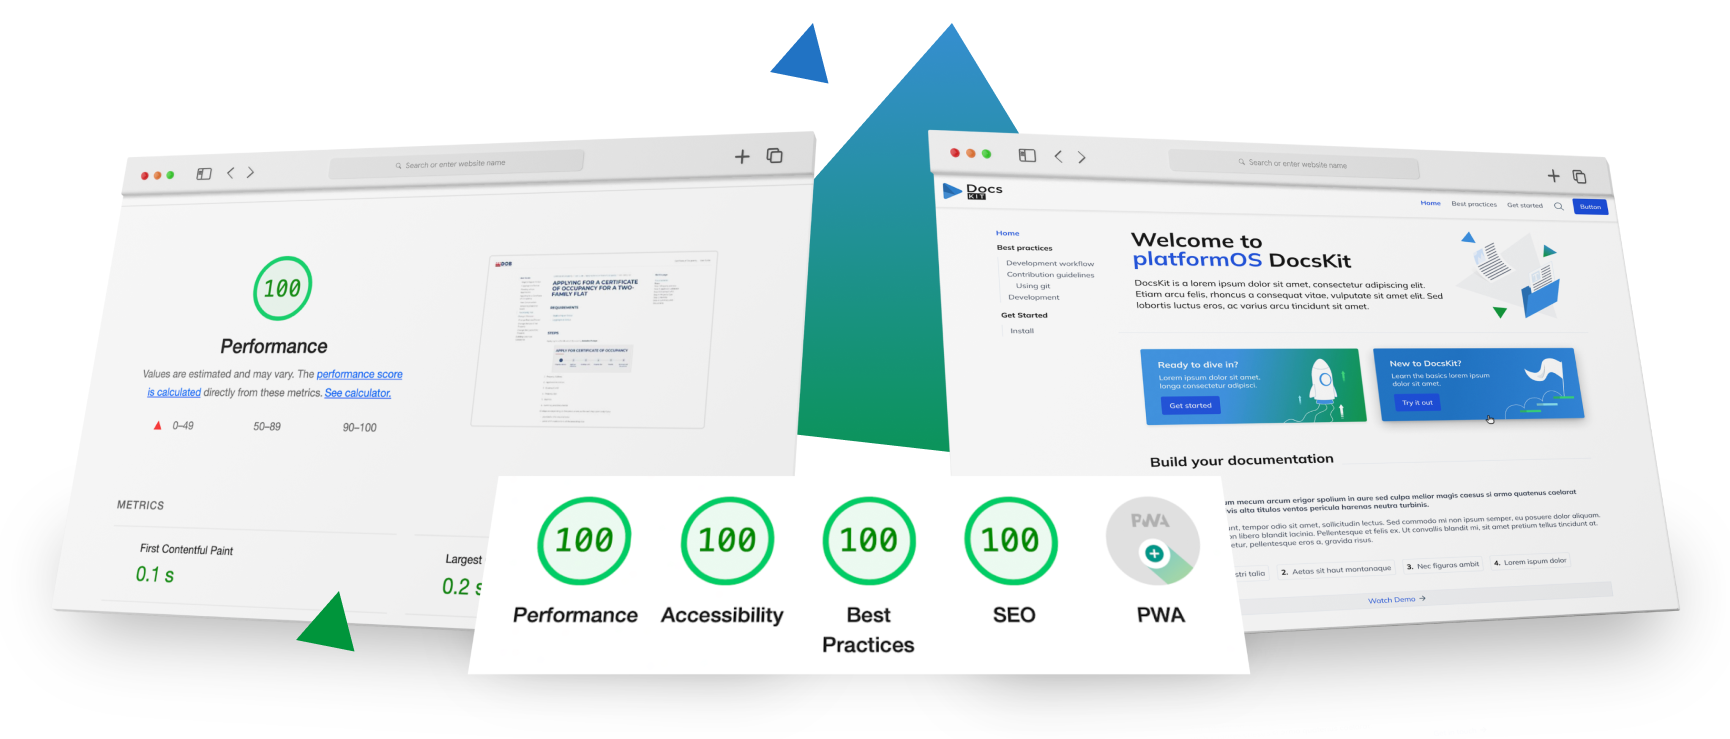 Search or enter website name
100
Performance
Values are estimated and may vary. The performance score
is calculated directly from these metrics. See calculator.
0–49
50–89
90–100
METRICS
First Contentful Paint
0.1 s
Largest
0.2 s
DOB
APPLYING FOR A CERTIFICATE
OF OCCUPANCY FOR A TWO-
FAMILY FLAT
REQUIREMENTS
STEPS
APPLY FOR CERTIFICATE OF OCCUPANCY
Search or enter website name
Docs
KIT
Home
Best practices
Get started
Button
Home
Best practices
Development workflow
Contribution guidelines
Using git
Development
Get Started
Install
Welcome to
platformOS DocsKit
DocsKit is a lorem ipsum dolor sit amet, consectetur adipiscing elit.
Etiam arcu felis, rhoncus a consequat vitae, vulputate sit amet elit. Sed
lobortis luctus eros, ac varius arcu tincidunt sit amet.
Ready to dive in?
Lorem ipsum dolor sit amet,
longa consectetur adipisci.
Get started
New to DocsKit?
Learn the basics lorem ipsum
dolor sit amet.
Try it out
Build your documentation
um mecum arcum erigor spolium in aure sed culpa melior magis caesus si armo quatenus caelarat
vis alta titulos ventos pericula harenas neutra turbinis.
unt, tempor odio sit amet, sollicitudin lectus. Sed commodo mi non ipsum semper, eu posuere dolor aliquam.
n libero blandit lacinia. Pellentesque et felis ex. Ut convallis blandit mi, sit amet pretium tellus tincidunt at.
etur, pellentesque eros a, gravida risus.
stri talia
2. Aetas sit haut montanaque
3. Nec figuras ambit
4. Lorem ispum dolor
Watch Demo →
100
Performance
100
Accessibility
100
Best
Practices
100
SEO
PWA
PWA